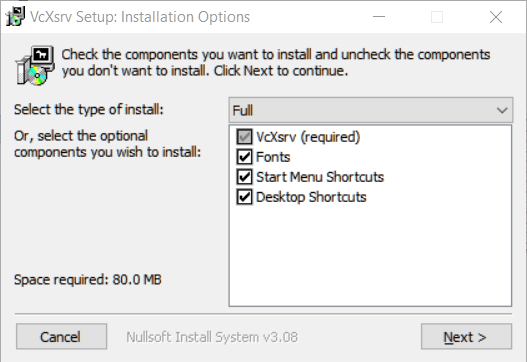 VcXsrv Setup: Installation Options
Check the components you want to install and uncheck the components
you don't want to install. Click Next to continue.
Select the type of install:
Full
Or, select the optional
components you wish to install:
VcXsrv (required)
Fonts
Start Menu Shortcuts
Desktop Shortcuts
Space required: 80.0 MB
Cancel
Nullsoft Install System v3.08
Next >